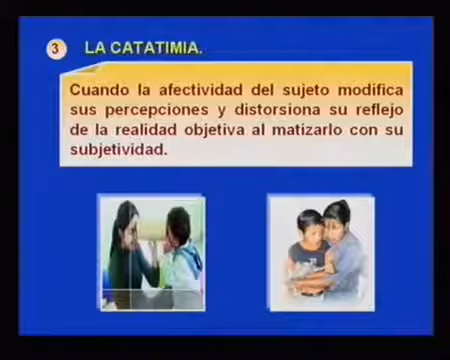 3 LA CATATIMIA.
Cuando la afectividad del sujeto modifica
sus percepciones y distorsiona su reflejo
de la realidad objetiva al matizarlo con su
subjetividad.